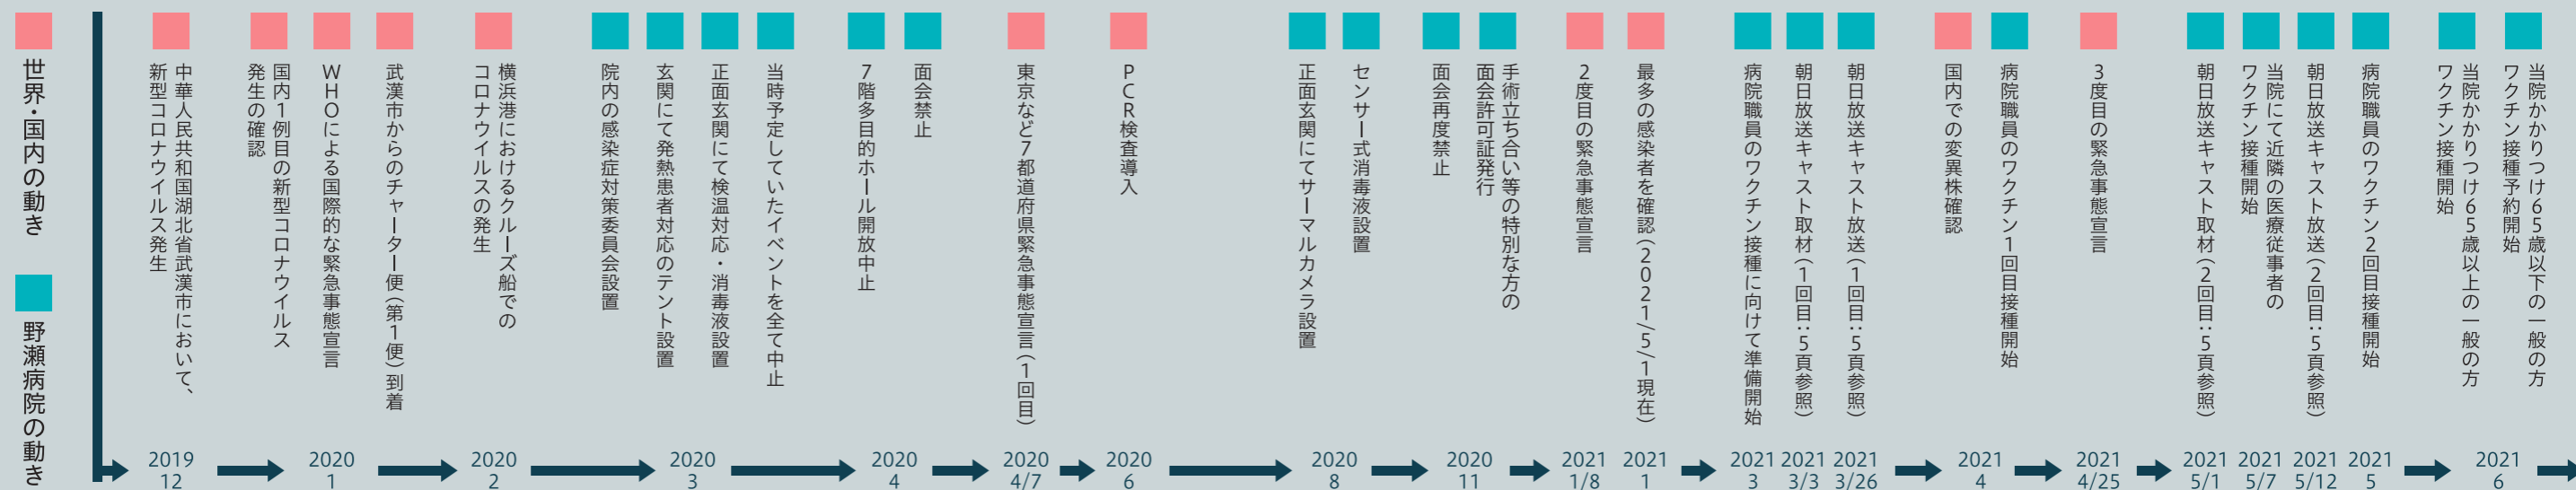 世界・国内の動き
野瀬病院の動き
中華人民共和国湖北省武漢市において、
新型コロナウイルス発生
2019
12
国内1例目の新型コロナウイルス
発生の確認
WHOによる国際的な緊急事態宣言
武漢市からのチャーター便(第1便)到着
2020
1
横浜港におけるクルーズ船での
コロナウイルスの発生
2020
2
院内の感染症対策委員会設置
玄関にて発熱患者対応のテント設置
正面玄関にて検温対応・消毒液設置
当時予定していたイベントを全て中止
2020
3
7階多目的ホール開放中止
面会禁止
2020
4
東京など7都道府県緊急事態宣言(1回目)
2020
4/7
PCR検査導入
2020
6
正面玄関にてサーマルカメラ設置
センサー式消毒液設置
2020
8
面会再度禁止
手術立ち合い等の特別な方の
面会許可証発行
2020
11
2度目の緊急事態宣言
2021
1/8
最多の感染者を確認(2021/5/1現在)
2021
1
病院職員のワクチン接種に向けて準備開始
2021
3
朝日放送キャスト取材(1回目:5頁参照)
2021
3/3
朝日放送キャスト放送(1回目:5頁参照)
2021
3/26
国内での変異株確認
病院職員のワクチン1回目接種開始
2021
4
3度目の緊急事態宣言
2021
4/25
朝日放送キャスト取材(2回目:5頁参照)
2021
5/1
当院にて近隣の医療従事者の
ワクチン接種開始
2021
5/7
朝日放送キャスト放送(2回目:5頁参照)
2021
5/12
病院職員のワクチン2回目接種開始
2021
5
当院かかりつけ65歳以上の一般の方
ワクチン接種開始
当院かかりつけ65歳以下の一般の方
ワクチン接種予約開始
2021
6